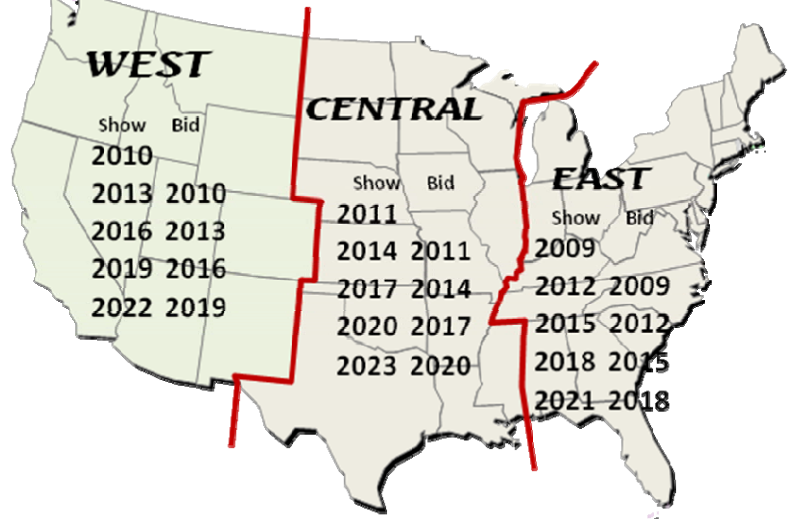 WEST
Show Bid
2010
2013 2010
2016 2013
2019 2016
2022 2019
CENTRAL
Show Bid
2011
2014 2011
2017 2014
2020 2017
2023 2020
EAST
Show Bid
2009
2012 2009
2015 2012
2018 2015
2021 2018